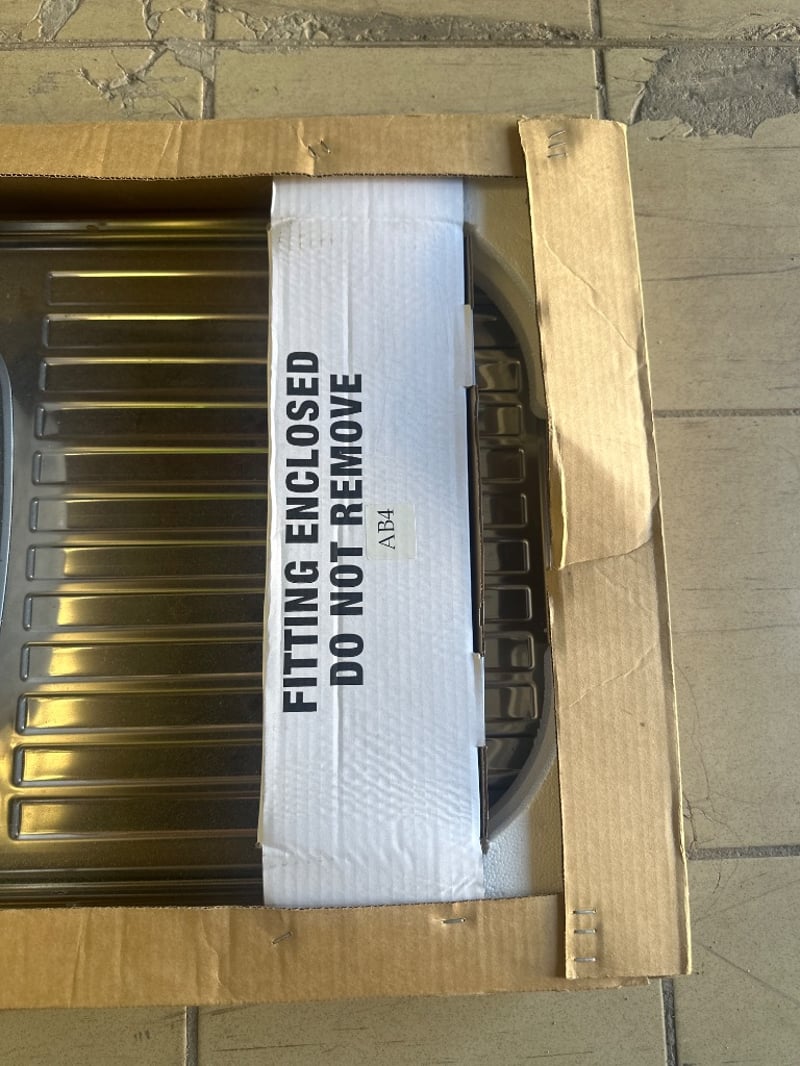 FITTING ENCLOSED
DO NOT REMOVE
AB4